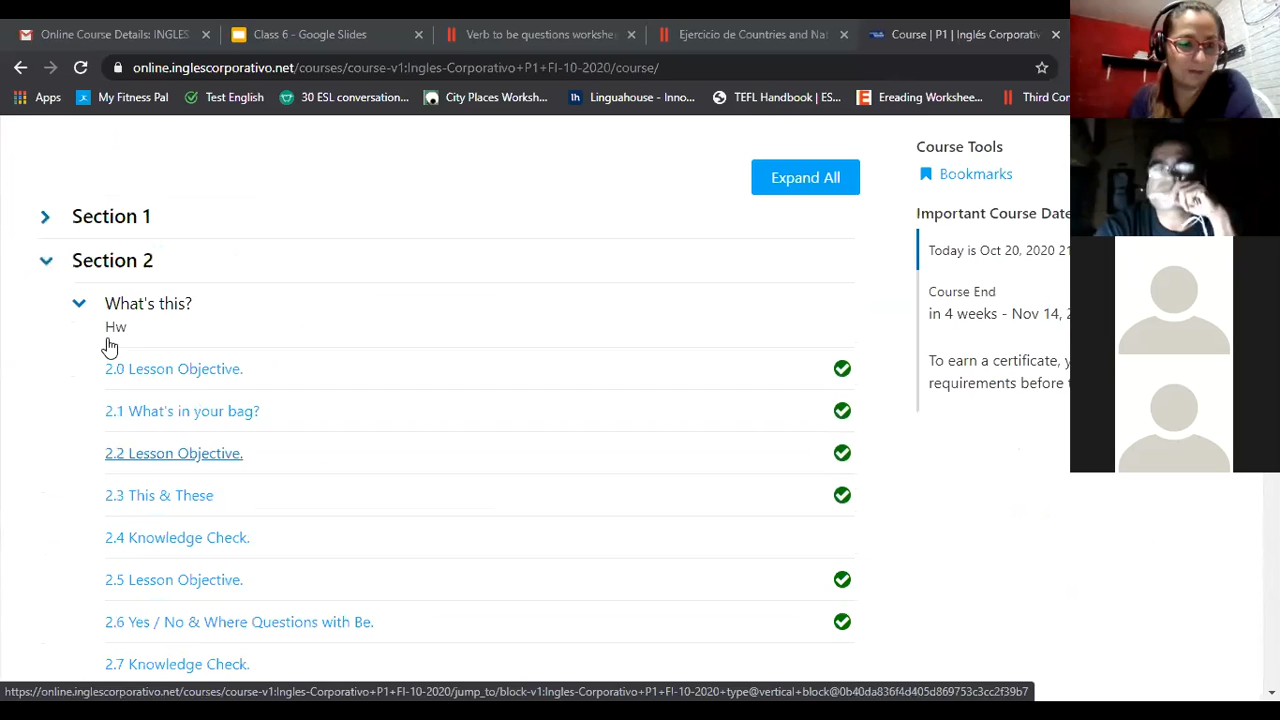 Online Course Details: INGLES
Class 6 - Google Slides
Verb to be questions workshe
Ejercicio de Countries and Nat
Course | P1 | Inglés Corporativ
online.inglescorporativo.net/courses/course-v1:Ingles-Corporativo+P1+FI-10-2020/course/
Apps
My Fitness Pal
Test English
30 ESL conversation...
City Places Worksh...
Linguahouse - Inno...
TEFL Handbook | ES...
Ereading Workshee...
Third Con
Expand All
Course Tools
Bookmarks
Important Course Date
Today is Oct 20, 2020 21
Course End
in 4 weeks - Nov 14, 2
To earn a certificate, y
requirements before t
Section 1
Section 2
What's this?
Hw
2.0 Lesson Objective.
2.1 What's in your bag?
2.2 Lesson Objective.
2.3 This & These
2.4 Knowledge Check.
2.5 Lesson Objective.
2.6 Yes / No & Where Questions with Be.
2.7 Knowledge Check.
https://online.inglescorporativo.net/courses/course-v1:Ingles-Corporativo+P1+FI-10-2020/jump_to/block-v1:Ingles-Corporativo+P1+FI-10-2020+type@vertical+block@0b40da836f4d405d869753c3cc2f39b7